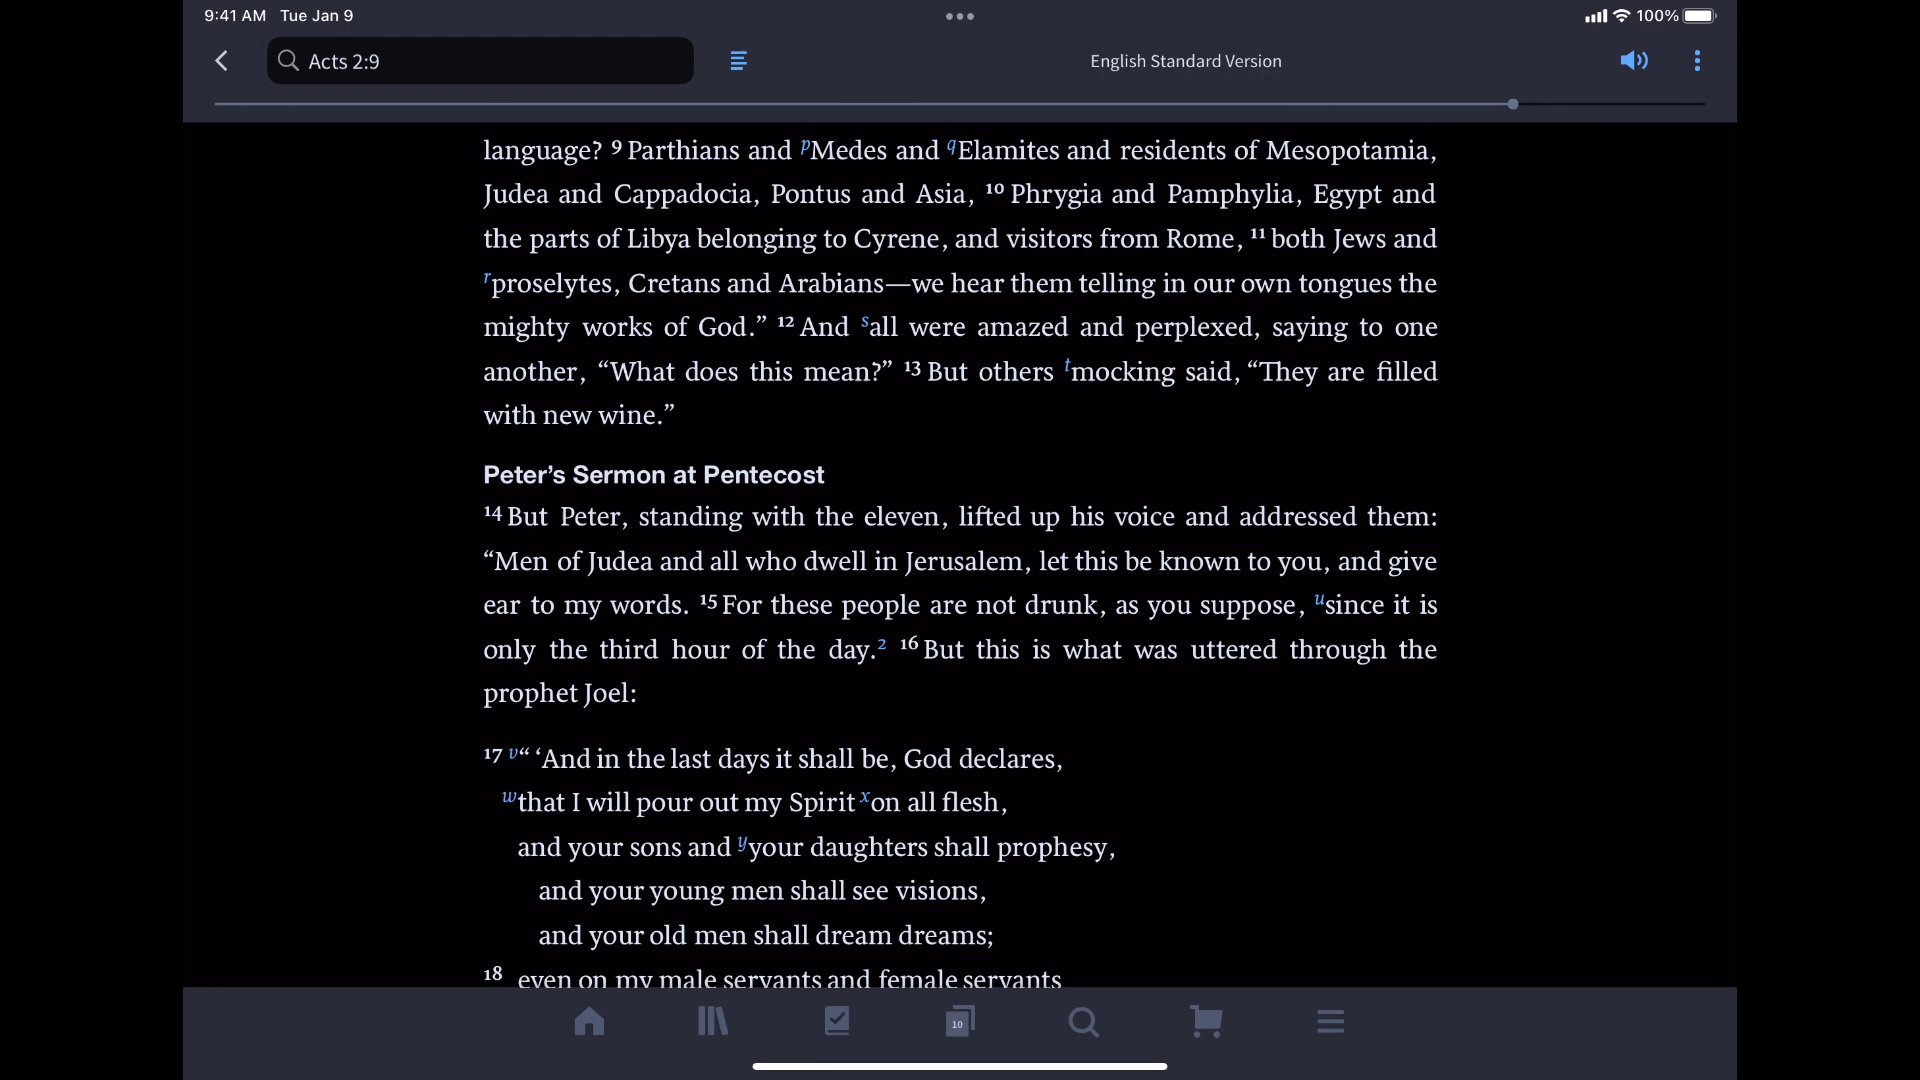 9:41 AM Tue Jan 9
100%
Acts 2:9
English Standard Version
language? 9 Parthians and pMedes and qElamites and residents of Mesopotamia,
Judea and Cappadocia, Pontus and Asia, 10 Phrygia and Pamphylia, Egypt and
the parts of Libya belonging to Cyrene, and visitors from Rome, 11 both Jews and
rproselytes, Cretans and Arabians—we hear them telling in our own tongues the
mighty works of God.” 12 And sall were amazed and perplexed, saying to one
another, “What does this mean?” 13 But others tmocking said, “They are filled
with new wine.”
Peter’s Sermon at Pentecost
14 But Peter, standing with the eleven, lifted up his voice and addressed them:
“Men of Judea and all who dwell in Jerusalem, let this be known to you, and give
ear to my words. 15 For these people are not drunk, as you suppose, usince it is
only the third hour of the day.2 16 But this is what was uttered through the
prophet Joel:
17 v“ ‘And in the last days it shall be, God declares,
wthat I will pour out my Spirit xon all flesh,
and your sons and yyour daughters shall prophesy,
and your young men shall see visions,
and your old men shall dream dreams;
18 even on my male servants and female servants
10